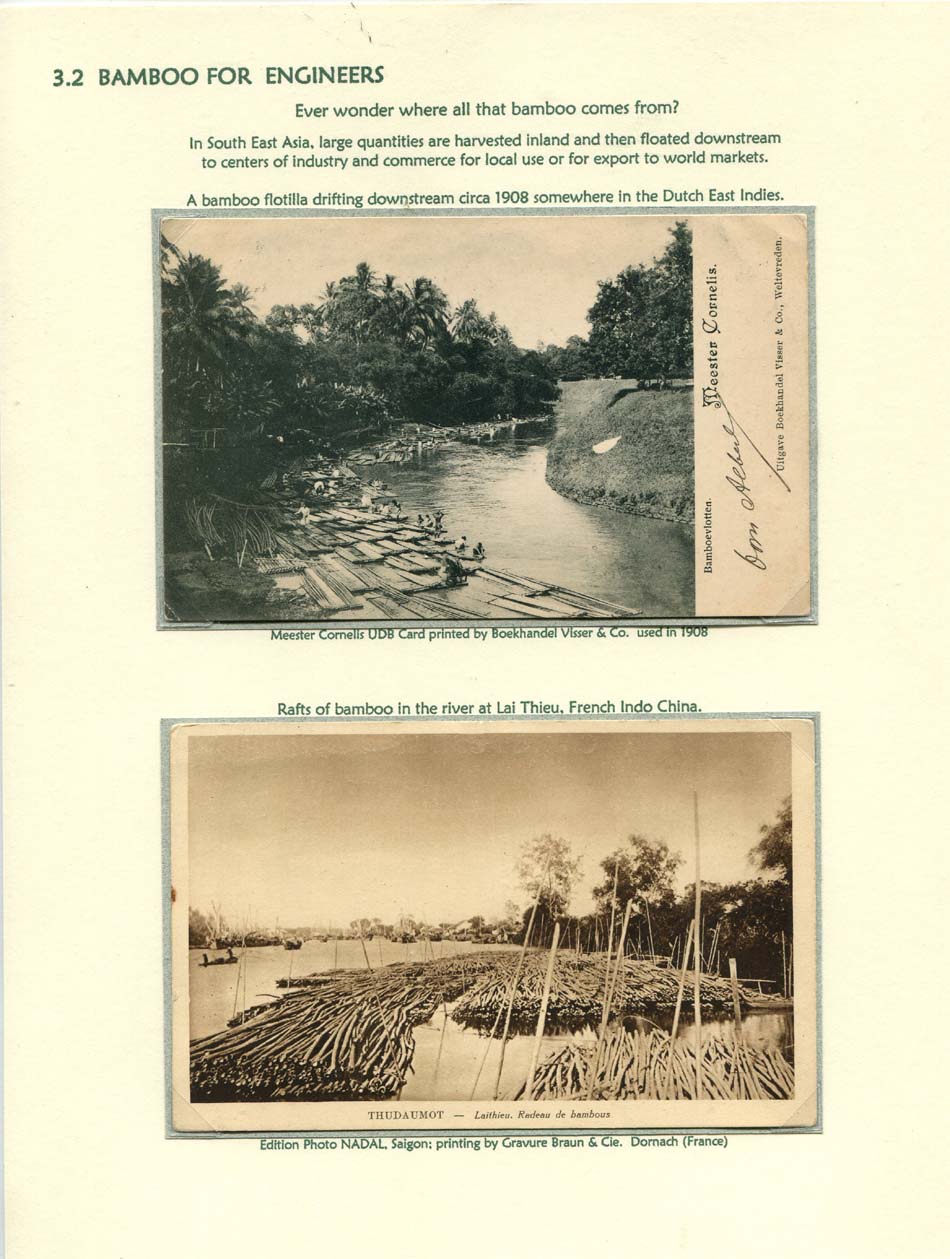 3.2 BAMBOO FOR ENGINEERS
Ever wonder where all that bamboo comes from?
In South East Asia, large quantities are harvested inland and then floated downstream
to centers of industry and commerce for local use or for export to world markets.
A bamboo flotilla drifting downstream circa 1908 somewhere in the Dutch East Indies.
Meester Cornelis.
Bamboevlotten.
Uitgave Boekhandel Visser & Co., Weltevreden.
Meester Cornelis UDB Card printed by Boekhandel Visser & Co. used in 1908
Rafts of bamboo in the river at Lai Thieu, French Indo China.
THUDAUMOT — Laithieu. Radeau de bambous
Edition Photo NADAL, Saigon; printing by Gravure Braun & Cie. Dornach (France)